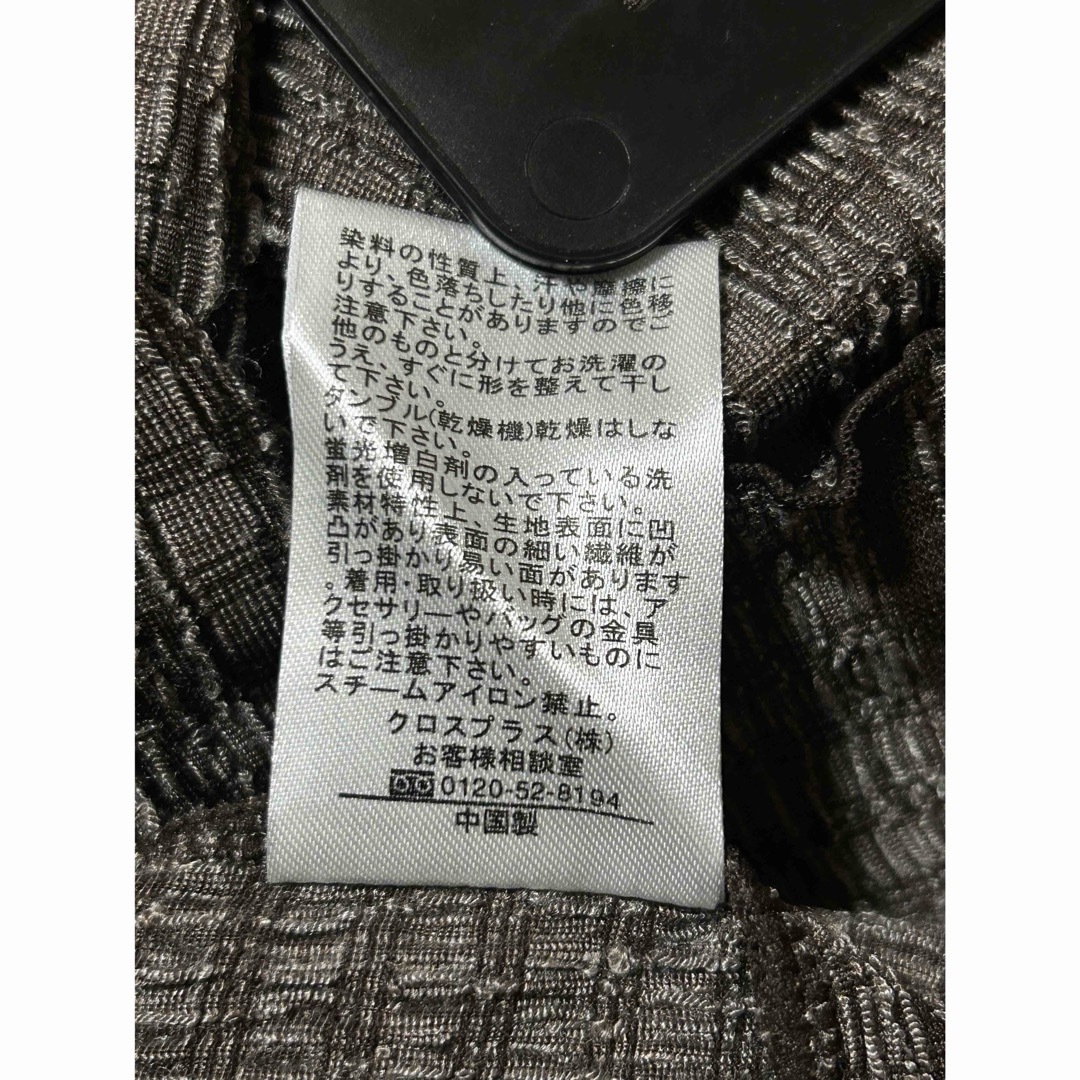 染料の性質上、汗や摩擦に
より、色落ちしたり他に色移
りすることがありますのでご
注意下さい。
他のものと分けてお洗濯の
うえ、すぐに形を整えて干し
て下さい。
タンブル(乾燥機)乾燥はしな
いで下さい。
蛍光増白剤の入っている洗
剤を使用しないで下さい。
素材特性上、生地表面に凹
凸があり、表面の細い繊維が
引っ掛かり易い面があります
。着用・取り扱い時には、ア
クセサリーやバッグの金具
等引っ掛かりやすいものに
はご注意下さい。
スチームアイロン禁止。
クロスプラス(株)
お客様相談室
0120-52-8194
中国製